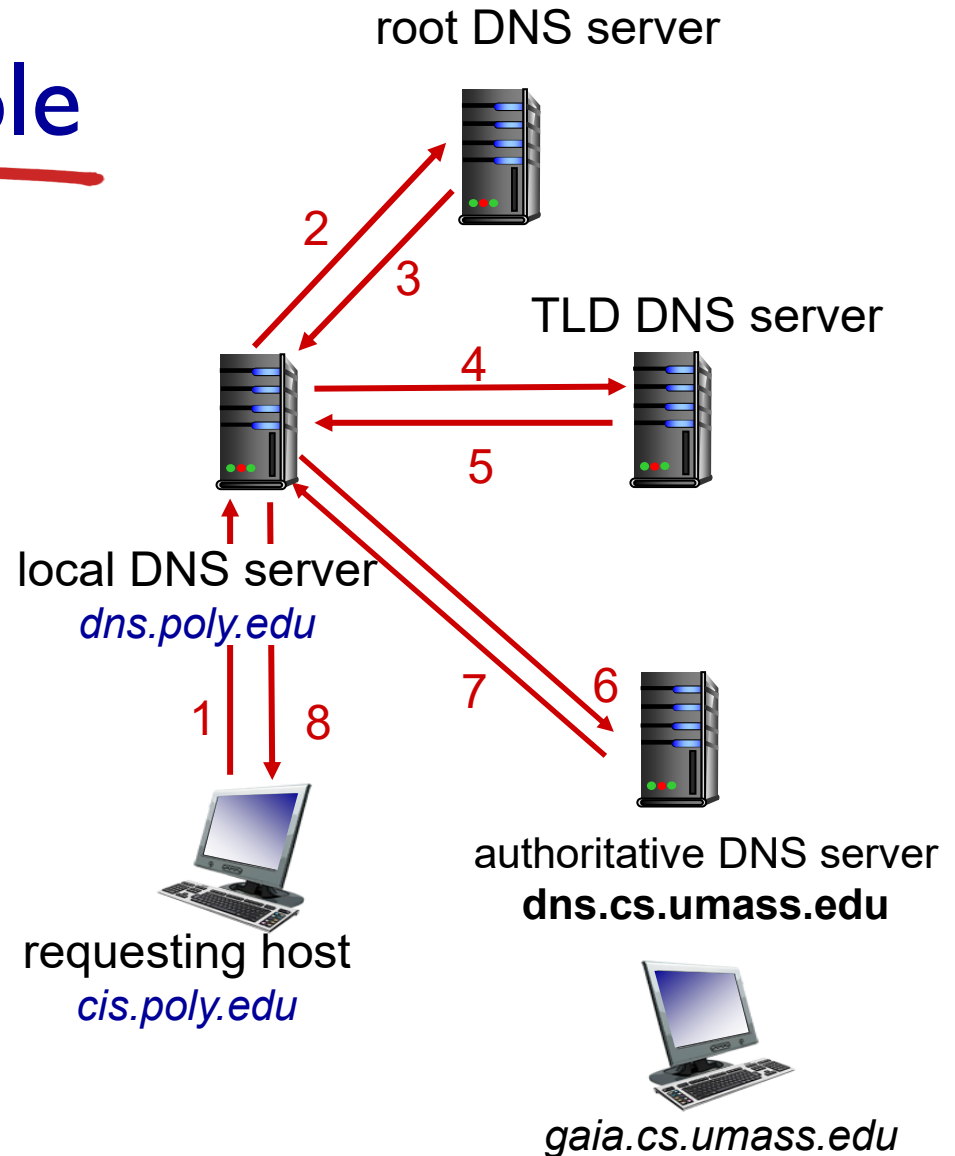 root DNS server
ole
2
3
TLD DNS server
4
5
local DNS server
dns.poly.edu
1
8
7
6
requesting host
cis.poly.edu
authoritative DNS server
dns.cs.umass.edu
gaia.cs.umass.edu